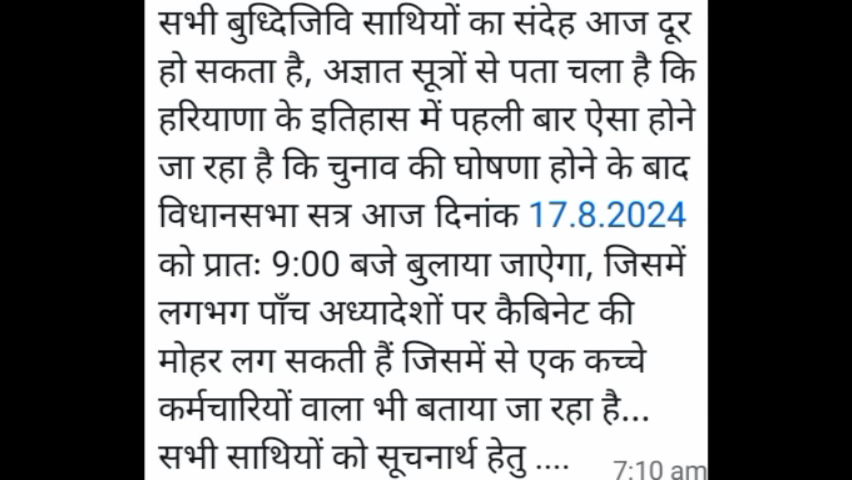 सभी बुध्दिजिवि साथियों का संदेह आज दूर
हो सकता है, अज्ञात सूत्रों से पता चला है कि
हरियाणा के इतिहास में पहली बार ऐसा होने
जा रहा है कि चुनाव की घोषणा होने के बाद
विधानसभा सत्र आज दिनांक 17.8.2024
को प्रातः 9:00 बजे बुलाया जाऐगा, जिसमें
लगभग पाँच अध्यादेशों पर कैबिनेट की
मोहर लग सकती हैं जिसमें से एक कच्चे
कर्मचारियों वाला भी बताया जा रहा है...
सभी साथियों को सूचनार्थ हेतु ....
7:10 am